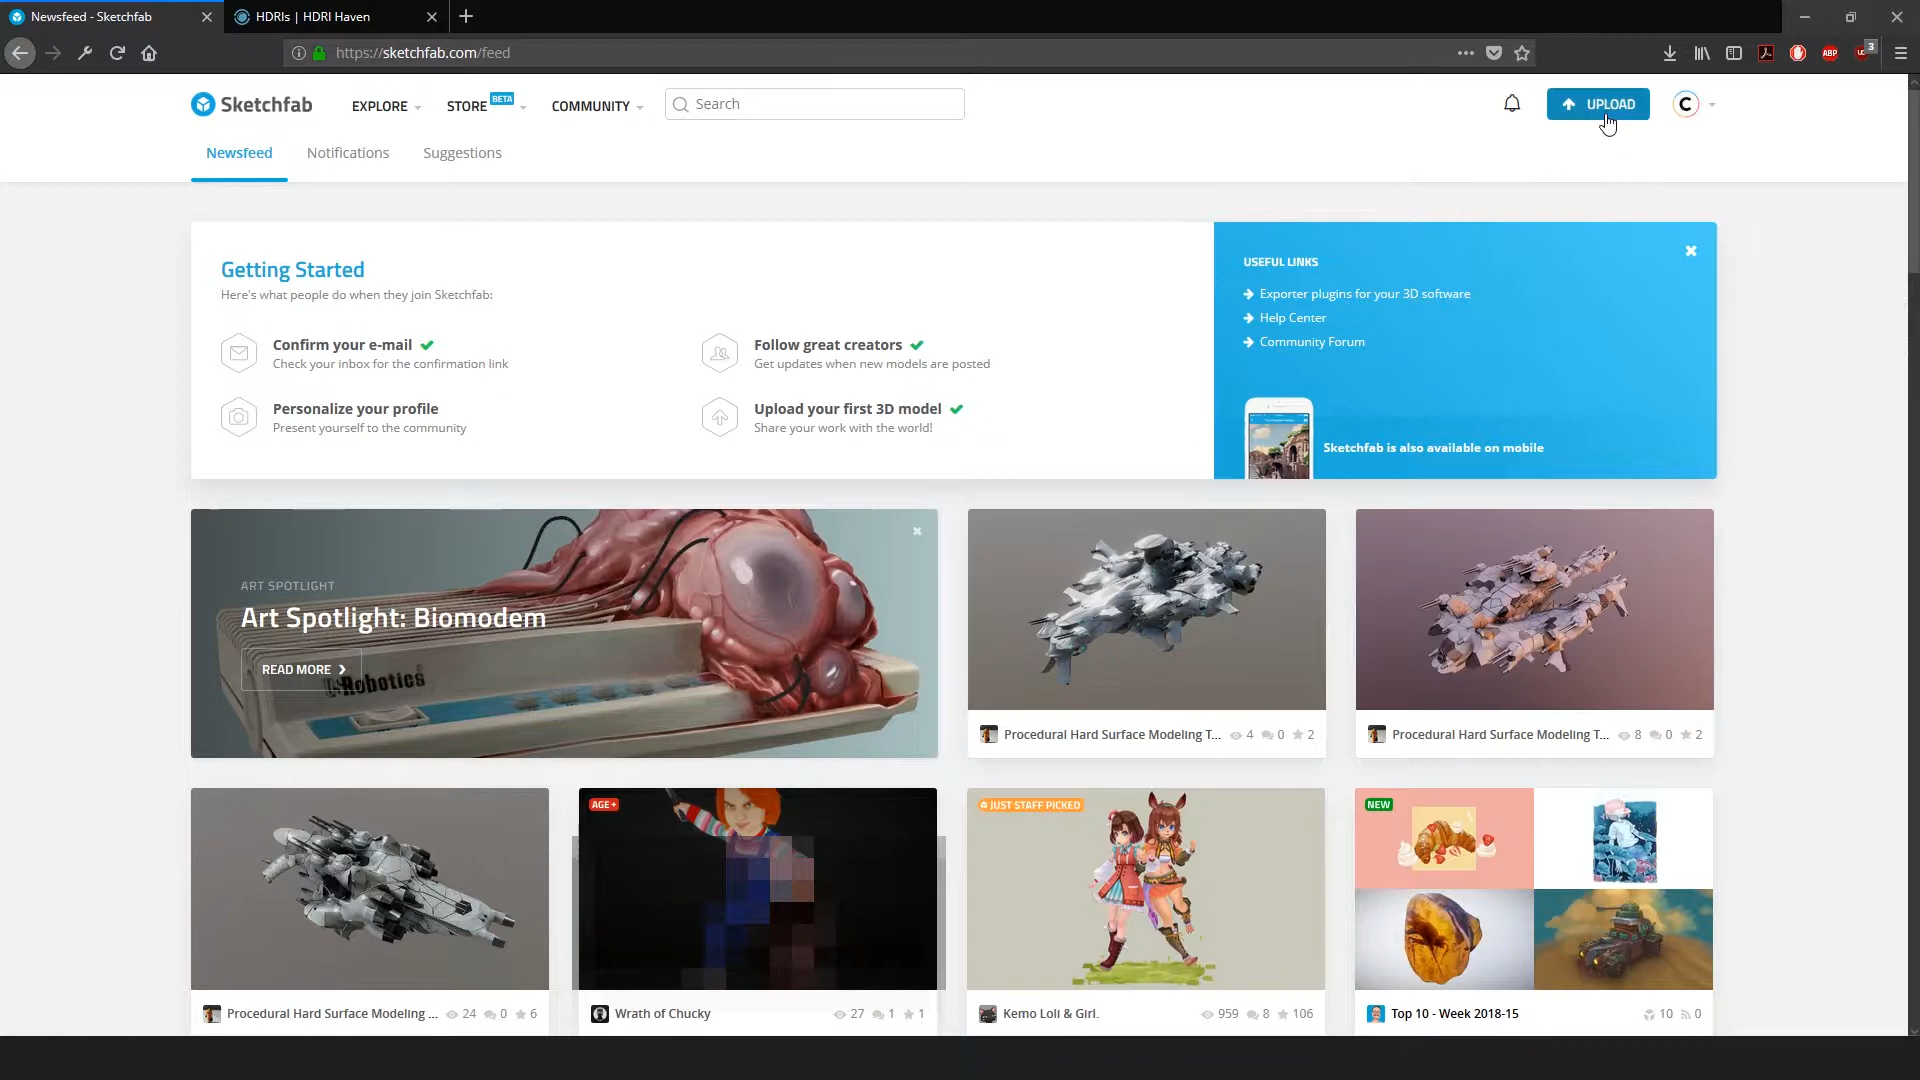 Newsfeed - Sketchfab
HDRIs | HDRI Haven
https://sketchfab.com/feed
ABP
3
Sketchfab
EXPLORE
STORE BETA
COMMUNITY
Search
UPLOAD
C
Newsfeed
Notifications
Suggestions
Getting Started
Here's what people do when they join Sketchfab:
Confirm your e-mail
Check your inbox for the confirmation link
Follow great creators
Get updates when new models are posted
Personalize your profile
Present yourself to the community
Upload your first 3D model
Share your work with the world!
USEFUL LINKS
Exporter plugins for your 3D software
Help Center
Community Forum
Sketchfab is also available on mobile
ART SPOTLIGHT
Art Spotlight: Biomodem
READ MORE
Robotics
Procedural Hard Surface Modeling T... 4 0 2
Procedural Hard Surface Modeling T... 8 0 2
AGE+
JUST STAFF PICKED
NEW
Procedural Hard Surface Modeling ... 24 0 6
Wrath of Chucky 27 1 1
Kemo Loli & Girl. 959 8 106
Top 10 - Week 2018-15 10 0